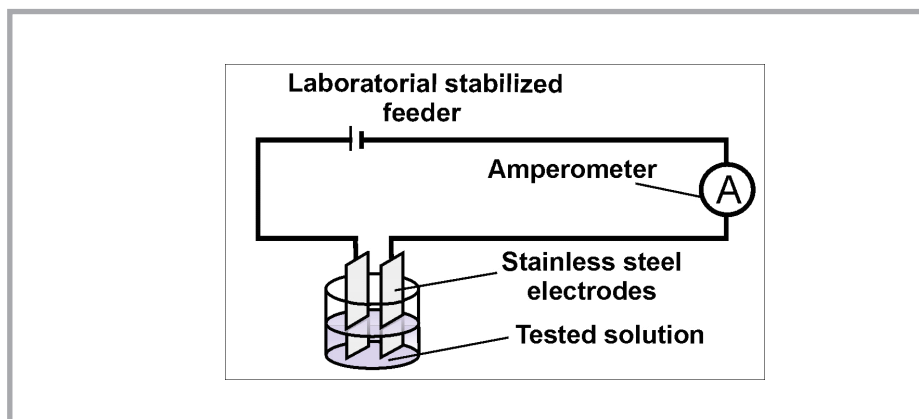 Laboratorial stabilized
feeder
Amperometer
A
Stainless steel
electrodes
Tested solution